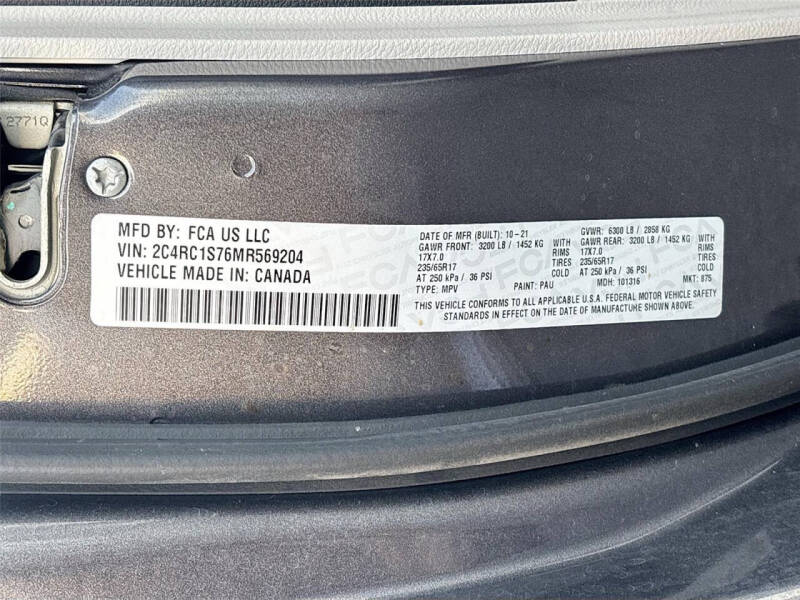 2771Q
MFD BY: FCA US LLC
VIN: 2C4RC1S76MR569204
VEHICLE MADE IN: CANADA
DATE OF MFR (BUILT): 10-21 GVWR: 6300 LB / 2858 KG
GAWR FRONT: 3200 LB / 1452 KG WITH GAWR REAR: 3200 LB / 1452 KG WITH
17X7.0 RIMS 17X7.0 RIMS
235/65R17 TIRES 235/65R17 TIRES
AT 250 kPa / 36 PSI COLD AT 250 kPa / 36 PSI COLD
TYPE: MPV PAINT: PAU MDH: 101316 MKT: 875
THIS VEHICLE CONFORMS TO ALL APPLICABLE U.S.A. FEDERAL MOTOR VEHICLE SAFETY
STANDARDS IN EFFECT ON THE DATE OF MANUFACTURE SHOWN ABOVE.